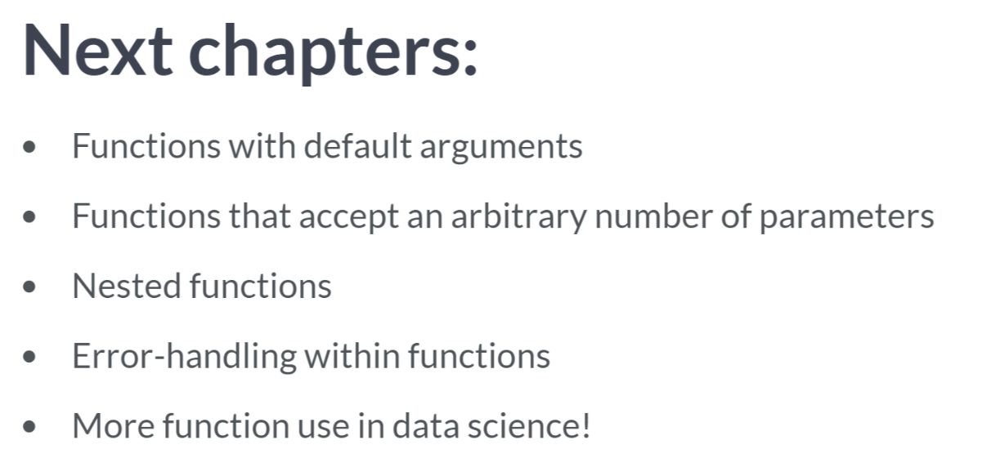 Next chapters:
• Functions with default arguments
• Functions that accept an arbitrary number of parameters
• Nested functions
• Error-handling within functions
• More function use in data science!